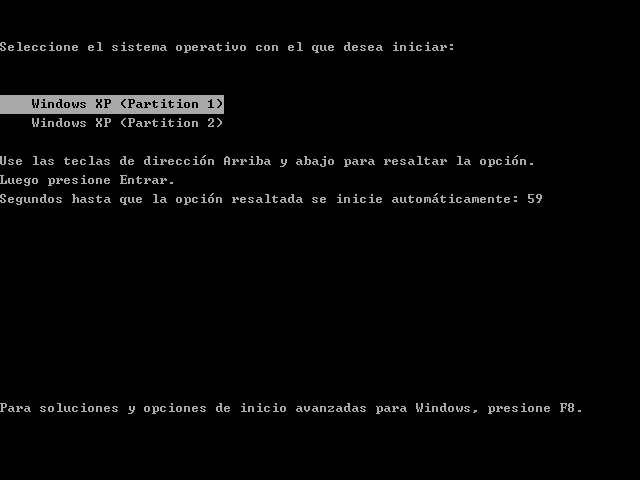 Seleccione el sistema operativo con el que desea iniciar:
Windows XP (Partition 1)
Windows XP (Partition 2)
Use las teclas de dirección Arriba y abajo para resaltar la opción.
Luego presione Entrar.
Segundos hasta que la opción resaltada se inicie automáticamente: 59
Para soluciones y opciones de inicio avanzadas para Windows, presione F8.